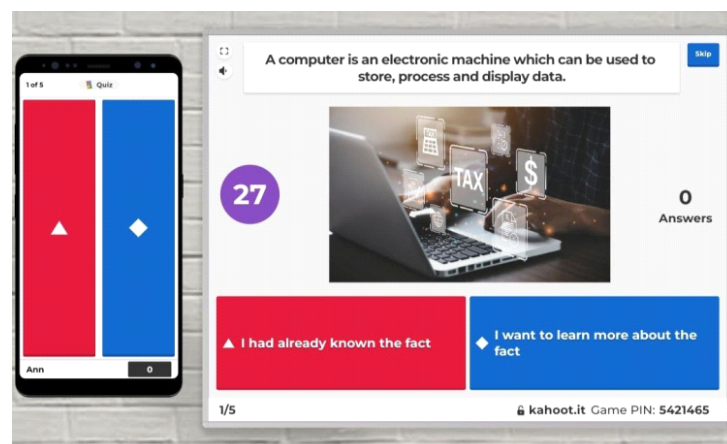 1 of 5
Quiz
Ann
0
A computer is an electronic machine which can be used to
store, process and display data.
Skip
27
TAX
$
0
Answers
I had already known the fact
I want to learn more about the
fact
1/5
kahoot.it Game PIN: 5421465